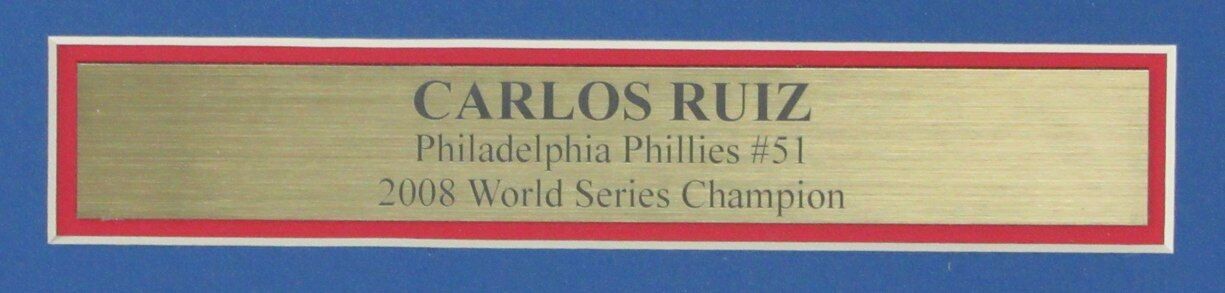 CARLOS RUIZ
Philadelphia Phillies #51
2008 World Series Champion